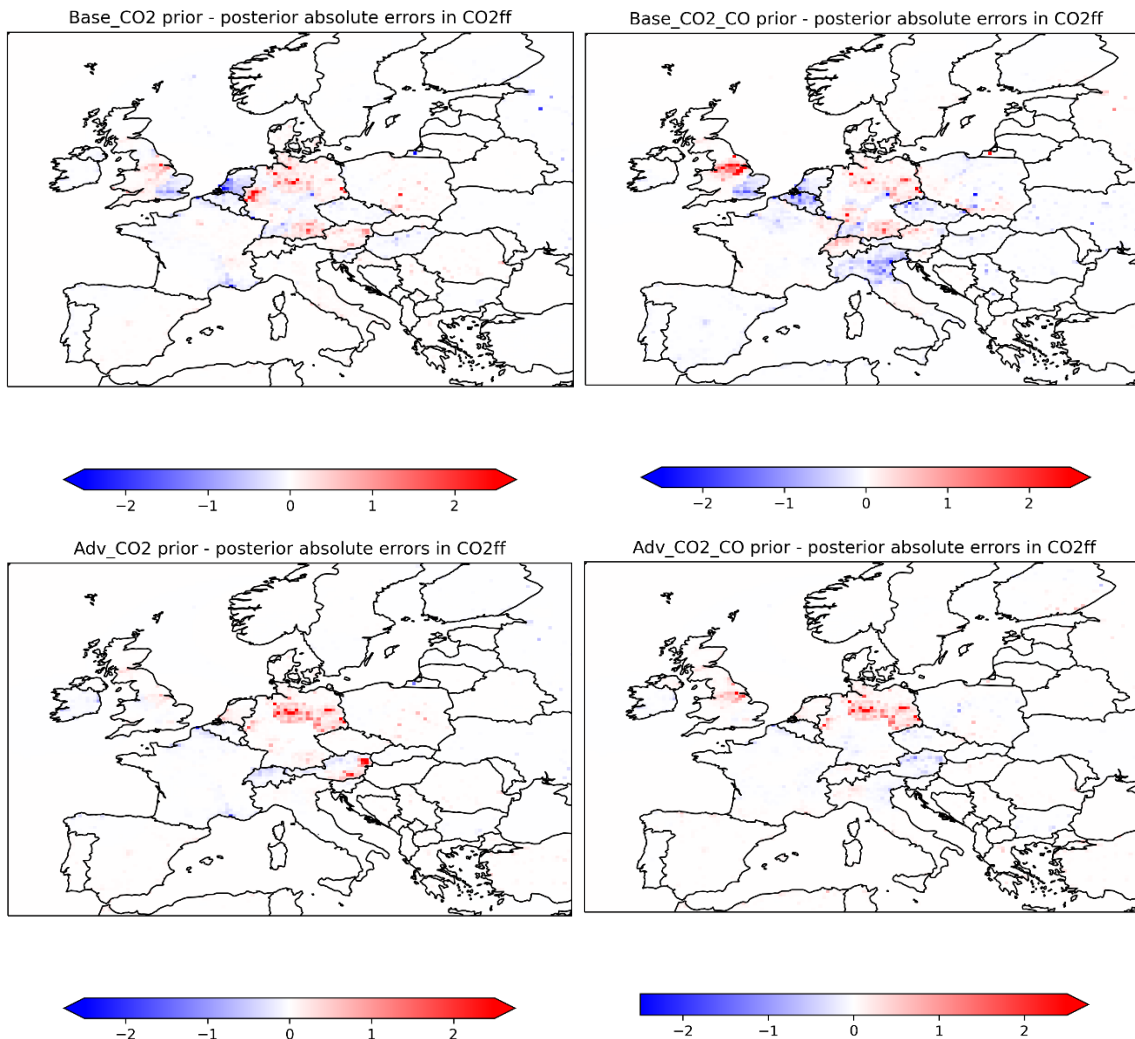 Base_CO2 prior - posterior absolute errors in CO2ff
Base_CO2_CO prior - posterior absolute errors in CO2ff
−2 −1 0 1 2
−2 −1 0 1 2
Adv_CO2 prior - posterior absolute errors in CO2ff
Adv_CO2_CO prior - posterior absolute errors in CO2ff
−2 −1 0 1 2
−2 −1 0 1 2